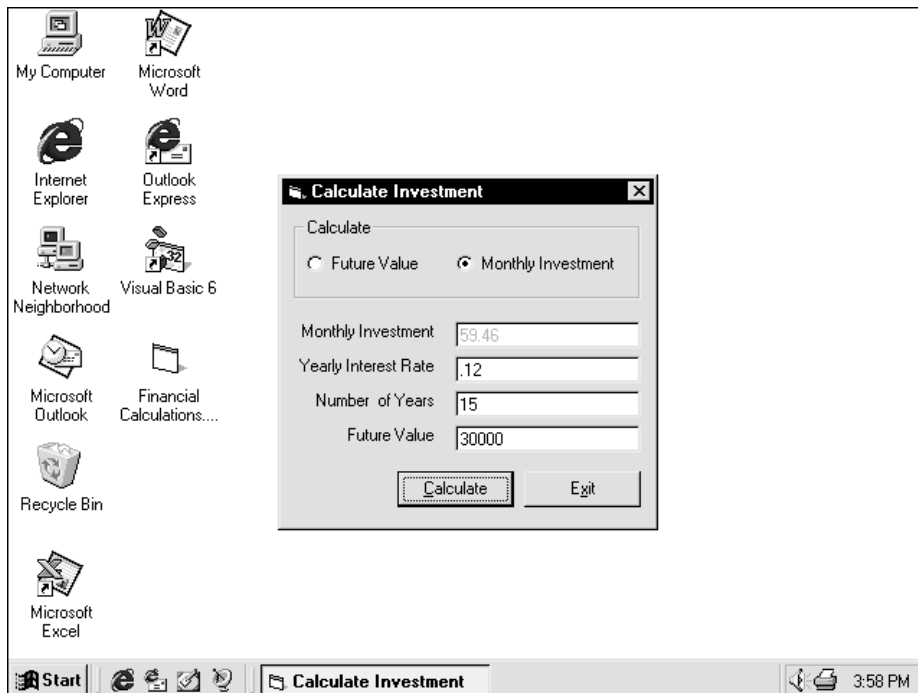 My Computer
Microsoft
Word
Internet
Explorer
Outlook
Express
Network
Neighborhood
Visual Basic 6
32
Microsoft
Outlook
Financial
Calculations....
Recycle Bin
Microsoft
Excel
Calculate Investment
Calculate
Future Value
Monthly Investment
Monthly Investment 59.46
Yearly Interest Rate .12
Number of Years 15
Future Value 30000
Calculate Exit
Start
Calculate Investment
3:58 PM